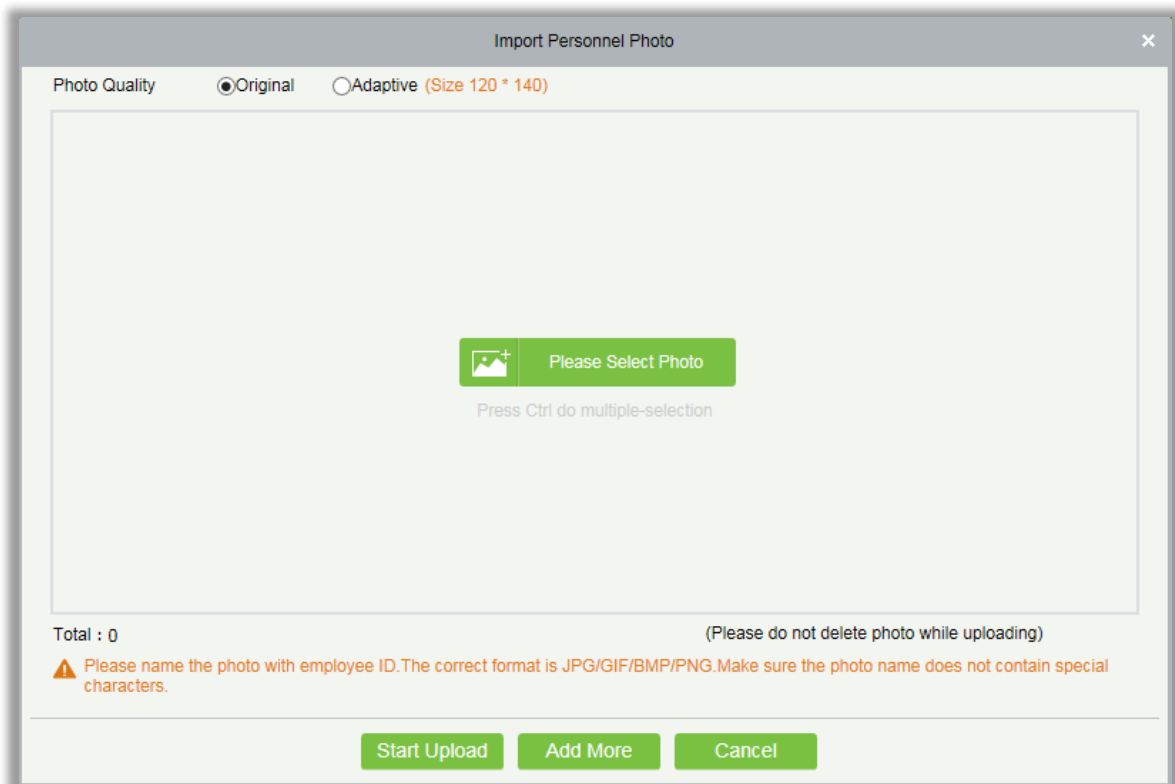 Import Personnel Photo
Photo Quality Original Adaptive (Size 120 * 140)
Please Select Photo
Press Ctrl do multiple-selection
Total : 0 (Please do not delete photo while uploading)
Please name the photo with employee ID.The correct format is JPG/GIF/BMP/PNG.Make sure the photo name does not contain special
characters.
Start Upload Add More Cancel